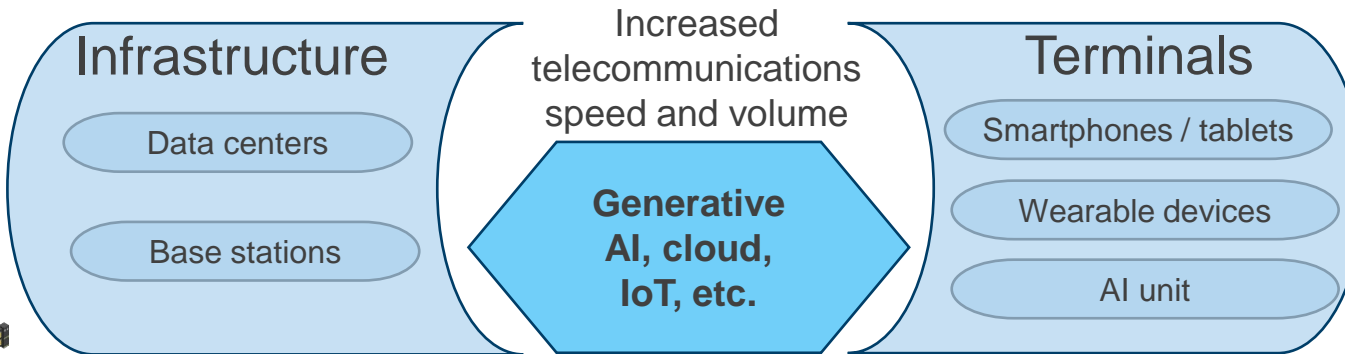 Infrastructure
Data centers
Base stations
Increased
telecommunications
speed and volume
Generative
AI, cloud,
IoT, etc.
Terminals
Smartphones / tablets
Wearable devices
AI unit